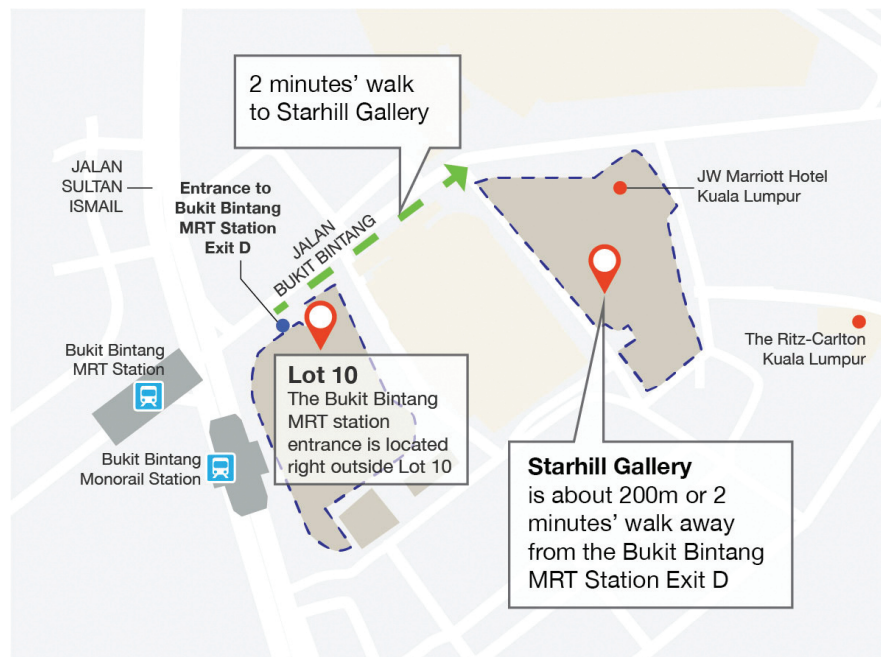 2 minutes’ walk
to Starhill Gallery
JALAN
SULTAN
ISMAIL
Entrance to
Bukit Bintang
MRT Station
Exit D
JALAN
BUKIT BINTANG
JW Marriott Hotel
Kuala Lumpur
The Ritz-Carlton
Kuala Lumpur
Bukit Bintang
MRT Station
Lot 10
The Bukit Bintang
MRT station
entrance is located
right outside Lot 10
Bukit Bintang
Monorail Station
Starhill Gallery
is about 200m or 2
minutes’ walk away
from the Bukit Bintang
MRT Station Exit D